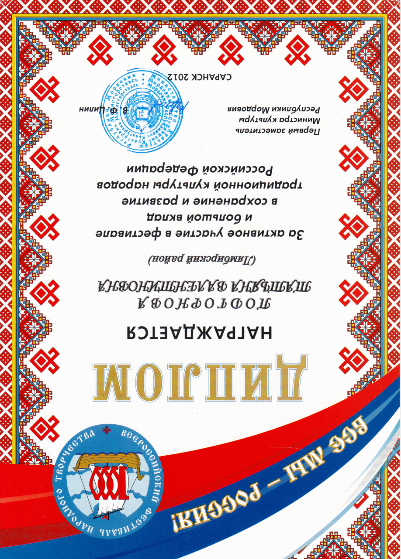 ВСЕ МЫ – РОССИЯ!
ВСЕРОССИЙСКИЙ ФЕСТИВАЛЬ НАРОДНОГО ТВОРЧЕСТВА
ДИПЛОМ
НАГРАЖДАЕТСЯ
ПОДГОРНОВА
ТАТЬЯНА ВАЛЕНТИНОВНА
(Лямбирский район)
За активное участие в фестивале
и большой вклад
в сохранение и развитие
традиционной культуры народов
Российской Федерации
Первый заместитель
Министра культуры
Республики Мордовия В. Ф.
САРАНСК 2012